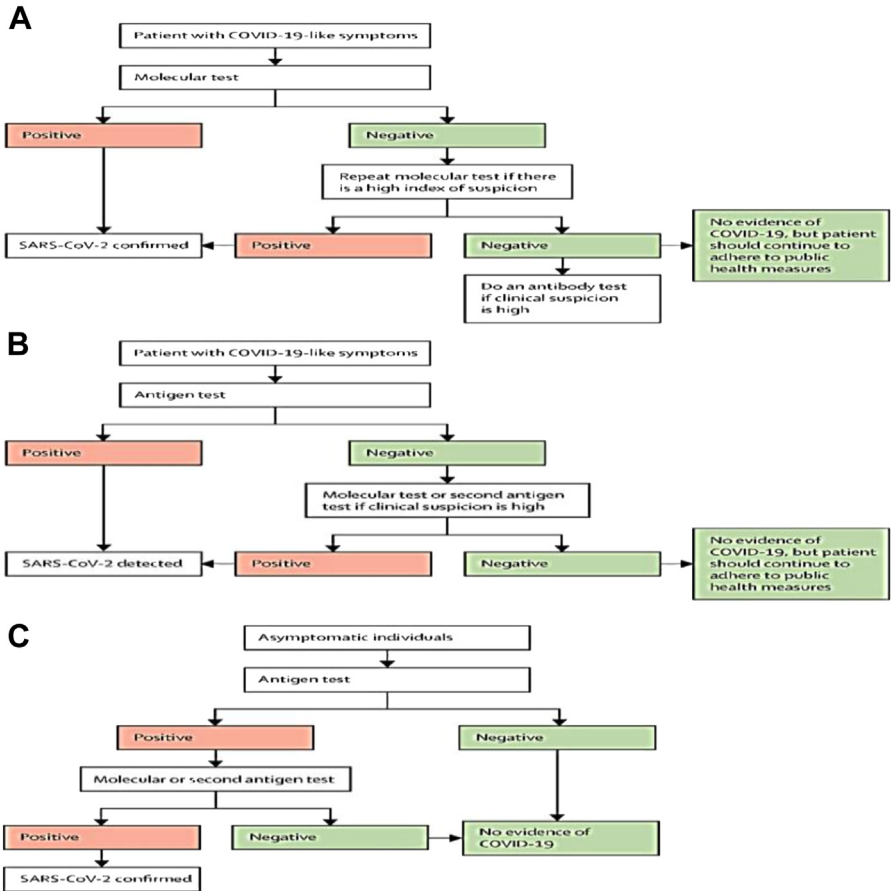 A
Patient with COVID-19-like symptoms
Molecular test
Positive
Negative
Repeat molecular test if there
is a high index of suspicion
SARS-CoV-2 confirmed
Positive
Negative
No evidence of
COVID-19, but patient
should continue to
adhere to public
health measures
Do an antibody test
if clinical suspicion
is high
B
Patient with COVID-19-like symptoms
Antigen test
Positive
Negative
Molecular test or second antigen
test if clinical suspicion is high
SARS-CoV-2 detected
Positive
Negative
No evidence of
COVID-19, but patient
should continue to
adhere to public
health measures
C
Asymptomatic individuals
Antigen test
Positive
Negative
Molecular or second antigen test
Positive
Negative
No evidence of
COVID-19
SARS-CoV-2 confirmed